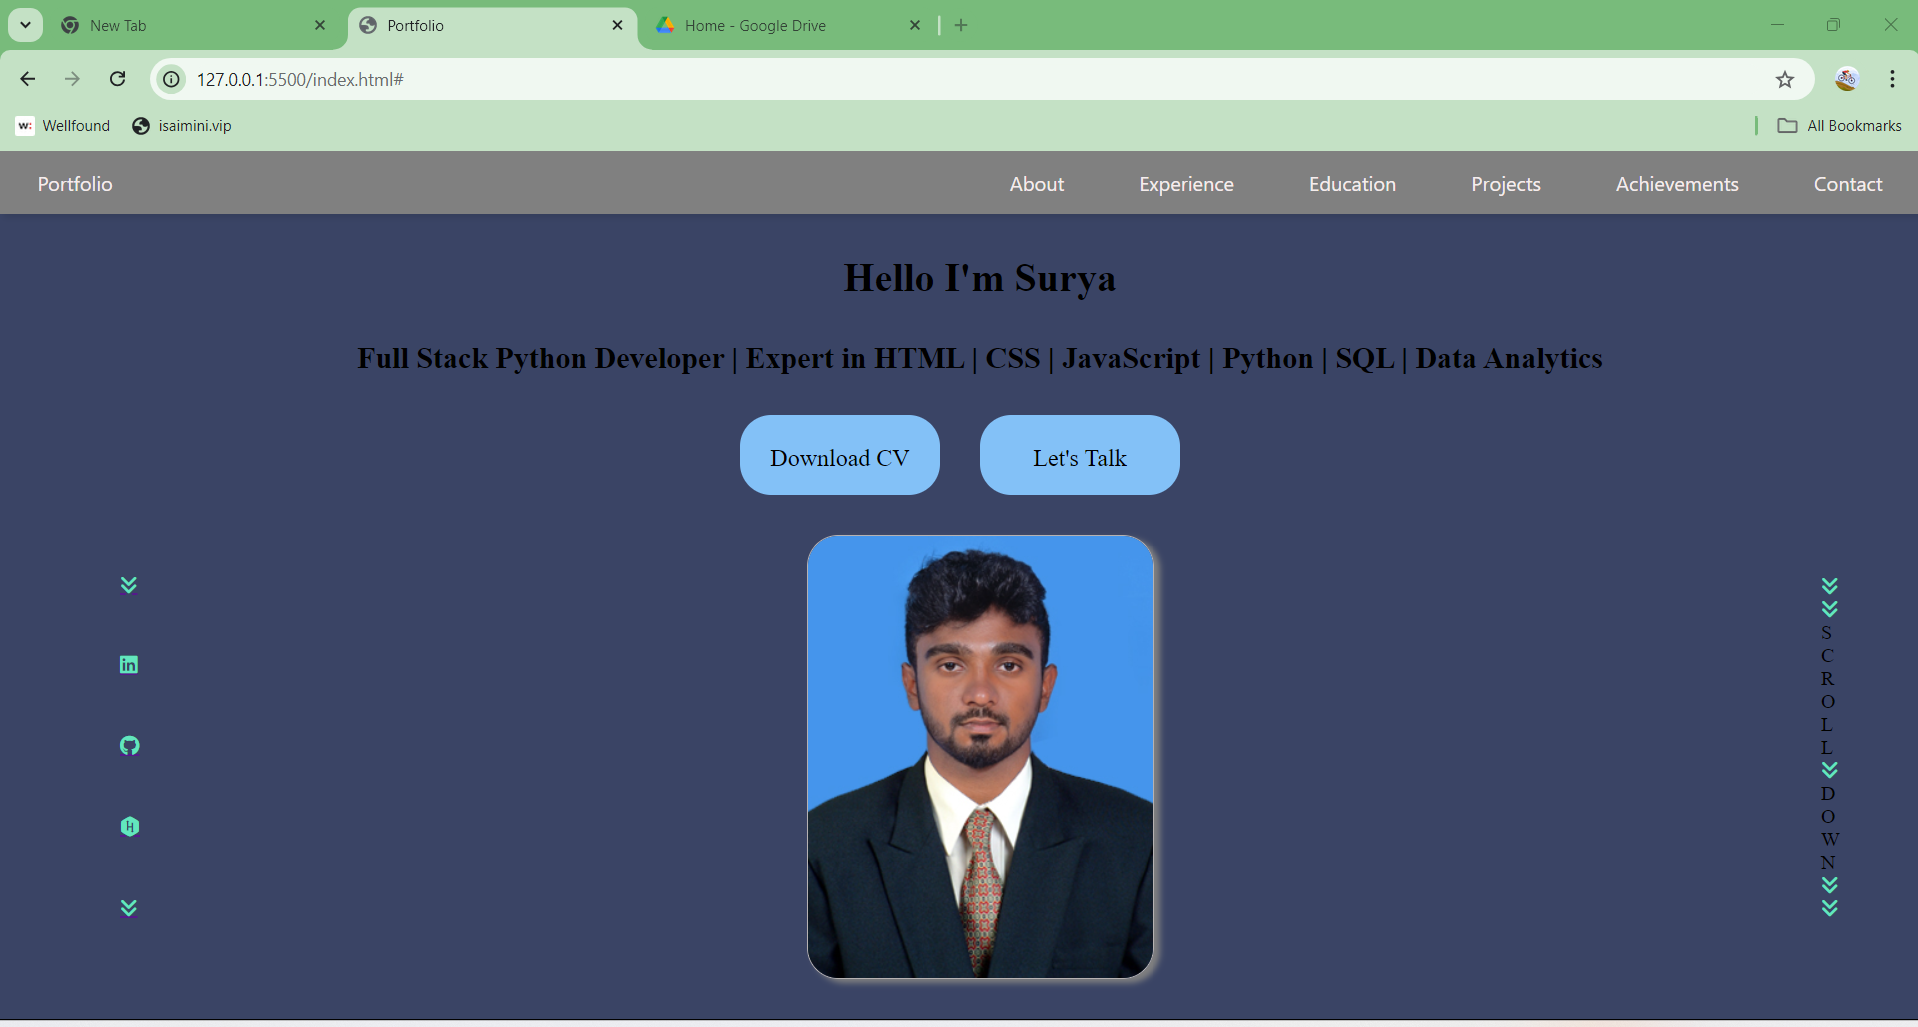 New Tab
Portfolio
Home - Google Drive
127.0.0.1:5500/index.html#
w: Wellfound
isaimini.vip
All Bookmarks
Portfolio
About
Experience
Education
Projects
Achievements
Contact
Hello I'm Surya
Full Stack Python Developer | Expert in HTML | CSS | JavaScript | Python | SQL | Data Analytics
Download CV
Let's Talk
in
H
S
C
R
O
L
L
D
O
W
N